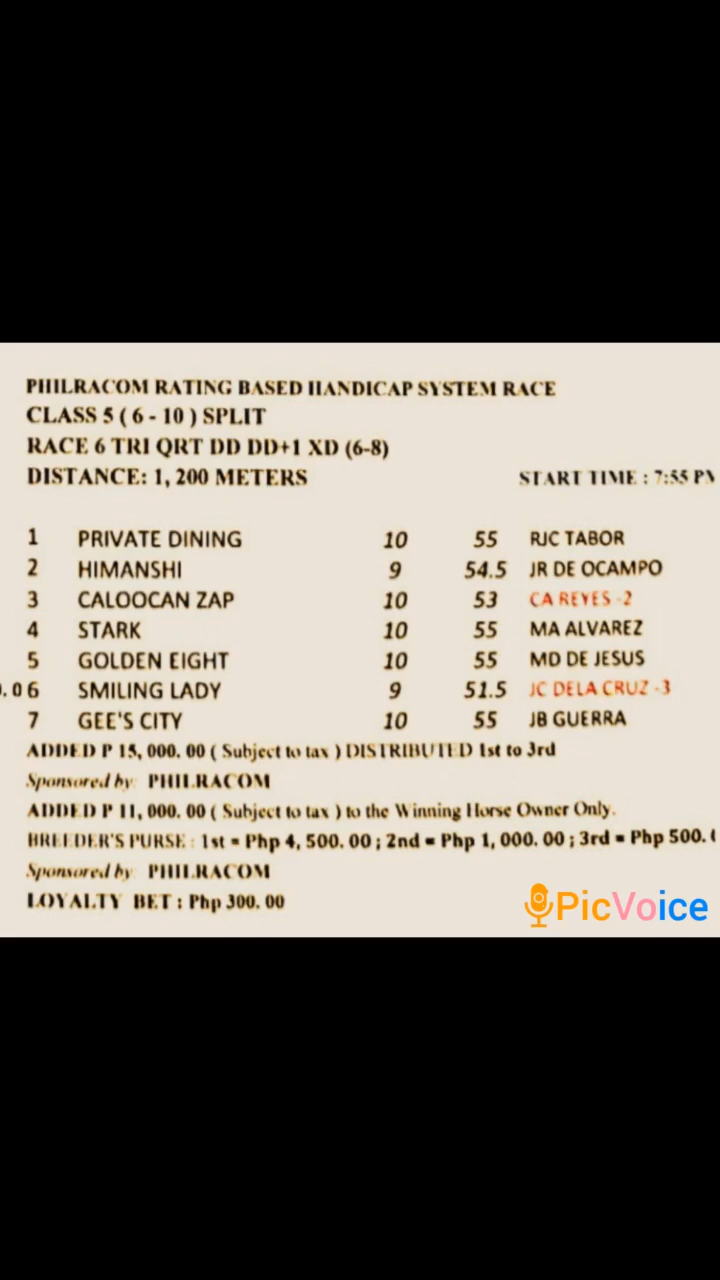 PHILRACOM RATING BASED HANDICAP SYSTEM RACE
CLASS 5 ( 6 - 10 ) SPLIT
RACE 6 TRI QRT DD DD+1 XD (6-8)
DISTANCE: 1, 200 METERS START TIME : 7:55 PM
1 PRIVATE DINING 10 55 RJC TABOR
2 HIMANSHI 9 54.5 JR DE OCAMPO
3 CALOOCAN ZAP 10 53 CA REYES -2
4 STARK 10 55 MA ALVAREZ
5 GOLDEN EIGHT 10 55 MD DE JESUS
.0 6 SMILING LADY 9 51.5 JC DELA CRUZ -3
7 GEE'S CITY 10 55 JB GUERRA
ADDED P 15, 000. 00 ( Subject to tax ) DISTRIBUTED 1st to 3rd
Sponsored by PHILRACOM
ADDED P 11, 000. 00 ( Subject to tax ) to the Winning Horse Owner Only.
BREEDER'S PURSE : 1st = Php 4, 500. 00 ; 2nd = Php 1, 000. 00 ; 3rd = Php 500. 0
Sponsored by PHILRACOM
LOYALTY BET : Php 300. 00
PicVoice